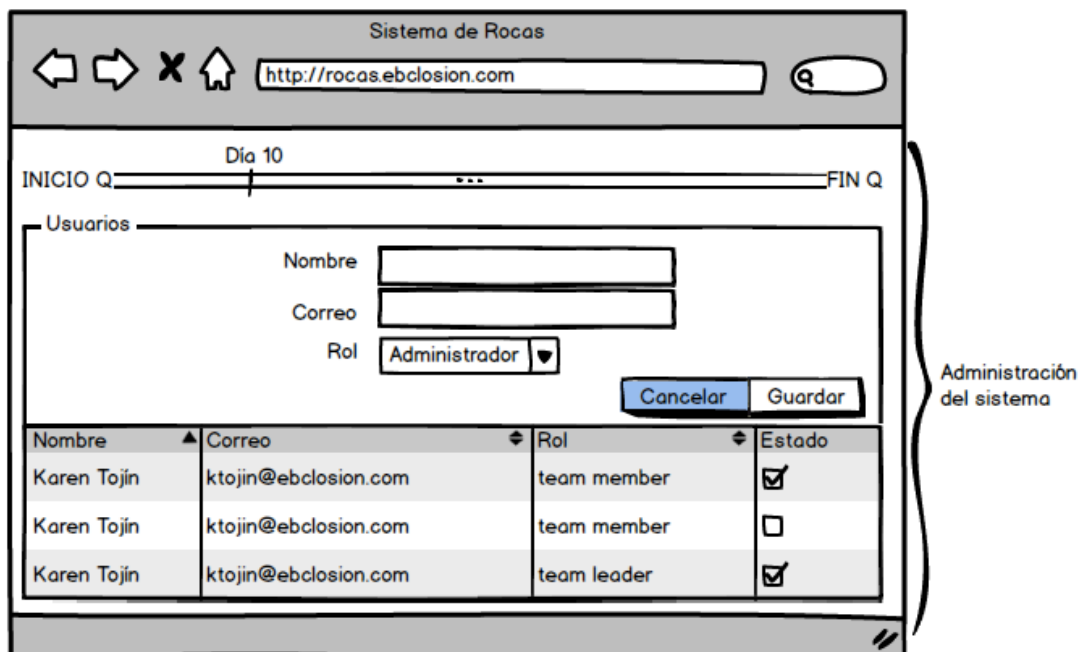 Sistema de Rocas
http://rocas.ebclosion.com
Día 10
INICIO Q ... FIN Q
Usuarios
Nombre
Correo
Rol Administrador
Cancelar Guardar
Administración
del sistema
Nombre Correo Rol Estado
Karen Tojín ktojin@ebclosion.com team member
Karen Tojín ktojin@ebclosion.com team member
Karen Tojín ktojin@ebclosion.com team leader